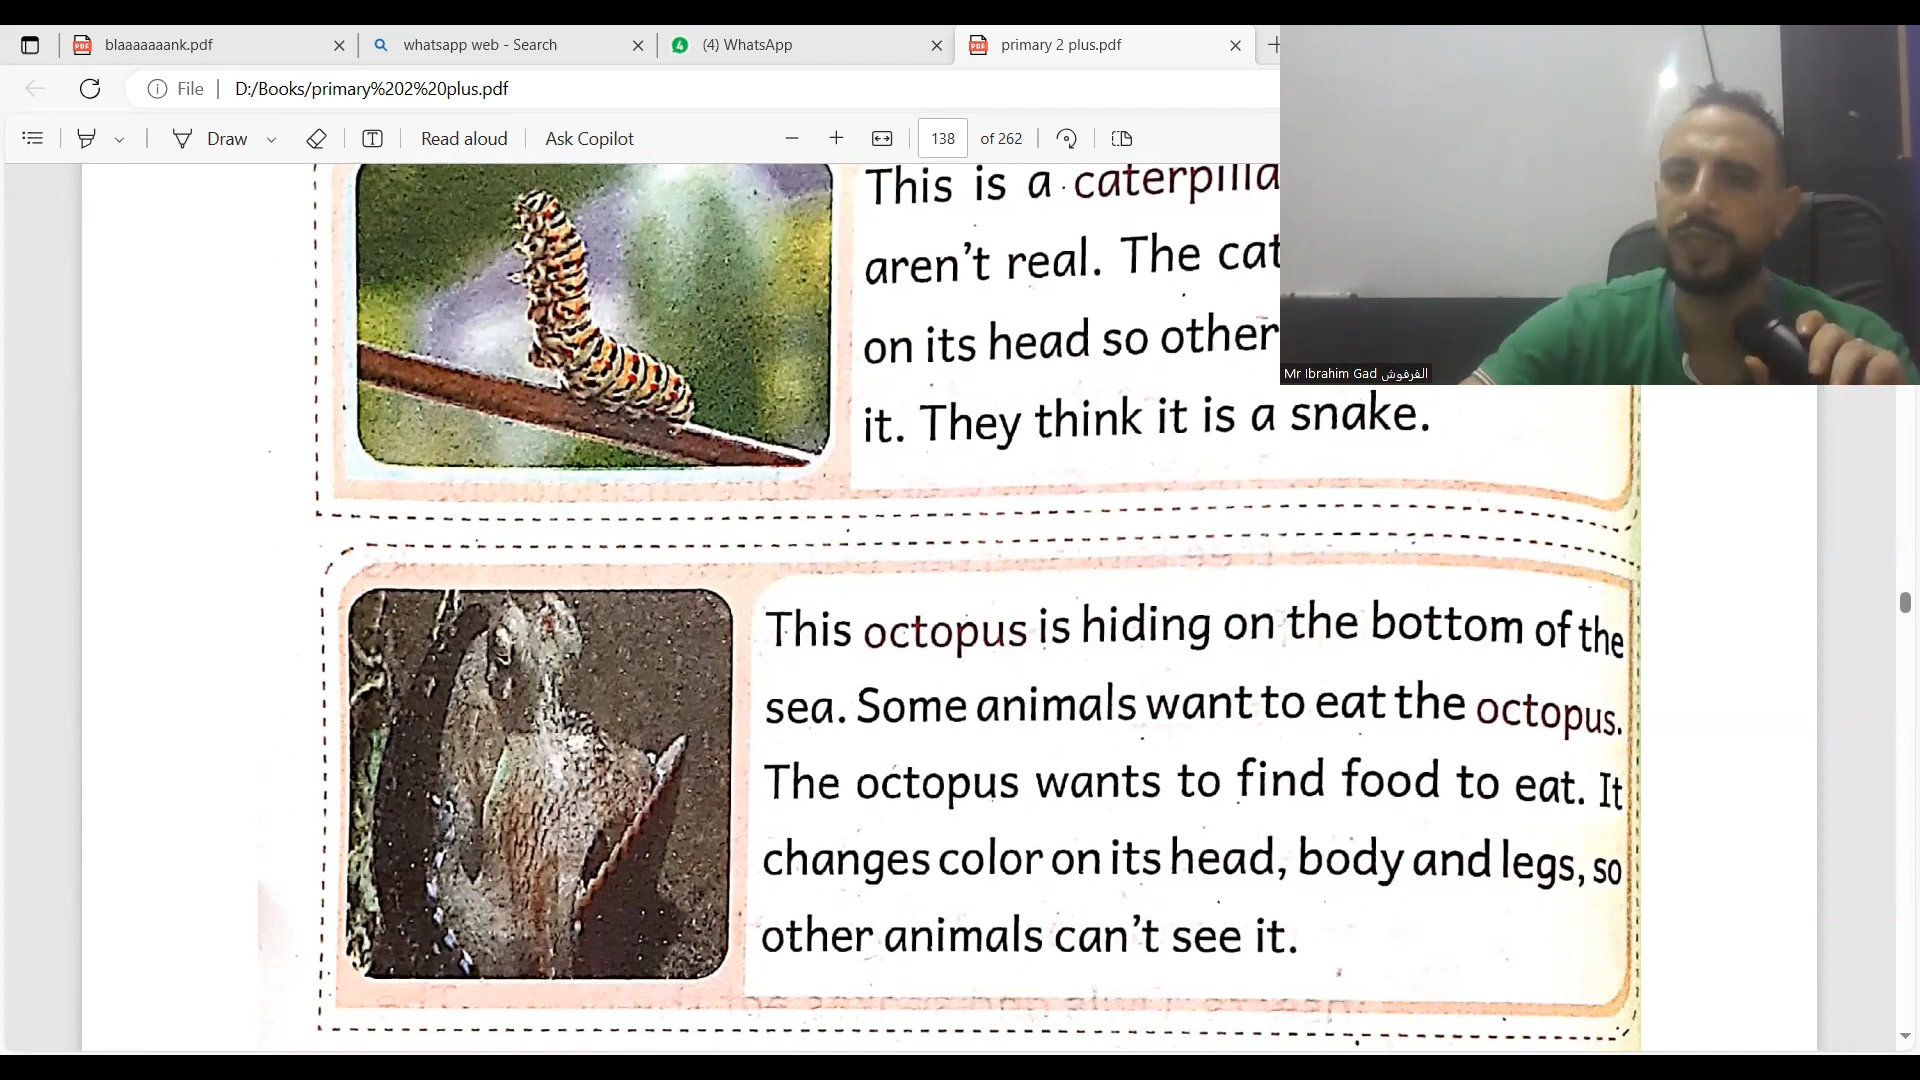 blaaaaaaank.pdf
whatsapp web - Search
(4) WhatsApp
primary 2 plus.pdf
File
D:/Books/primary%202%20plus.pdf
Draw
Read aloud
Ask Copilot
138
of 262
This is a caterpilla
aren't real. The cat
on its head so other
it. They think it is a snake.
Mr Ibrahim Gad الفرفوش
This octopus is hiding on the bottom of the
sea. Some animals want to eat the octopus.
The octopus wants to find food to eat. It
changes color on its head, body and legs, so
other animals can't see it.